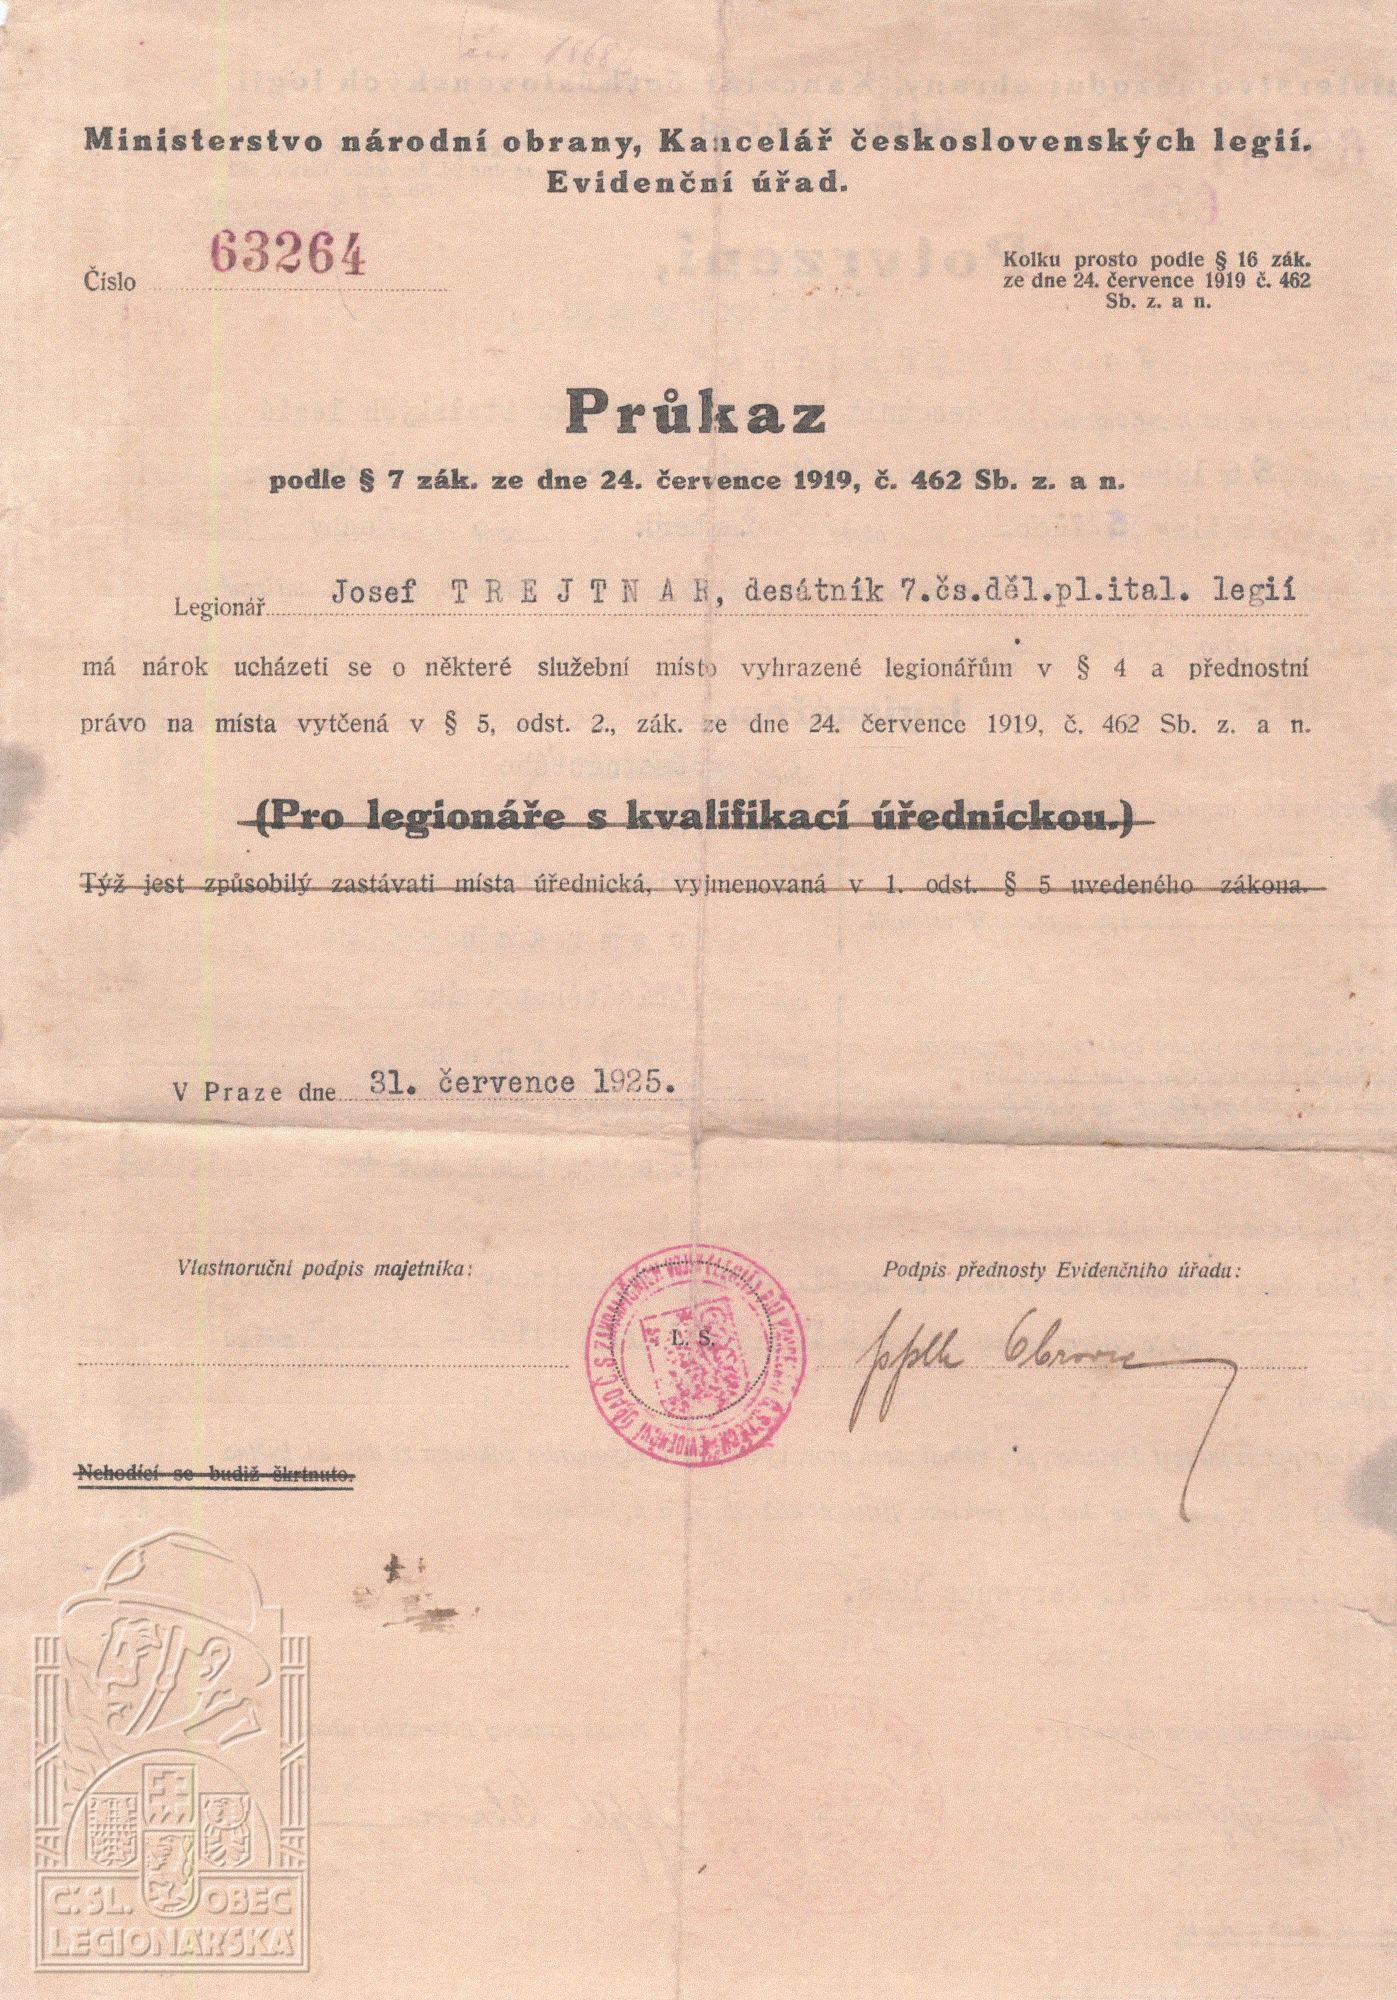 Ministerstvo národní obrany, Kancelář československých legií.
Evidenční úřad.
Číslo 63264
Kolku prosto podle § 16 zák.
ze dne 24. července 1919 č. 462
Sb. z. a n.
Průkaz
podle § 7 zák. ze dne 24. července 1919, č. 462 Sb. z. a n.
Legionář Josef TREJTNAR, desátník 7.čs.děl.pl.ital. legií
má nárok ucházeti se o některé služební místo vyhrazené legionářům v § 4 a přednostní
právo na místa vytčená v § 5, odst. 2., zák. ze dne 24. července 1919, č. 462 Sb. z. a n.
(Pro legionáře s kvalifikací úřednickou.)
Týž jest způsobilý zastávati místa úřednická, vyjmenovaná v 1. odst. § 5 uvedeného zákona.
V Praze dne 31. července 1925.
Vlastnoruční podpis majetníka:
Podpis přednosty Evidenčního úřadu:
L. S.
Nehodící se budiž škrtnuto.
Č. SL. OBEC
LEGIONÁRSKÁ